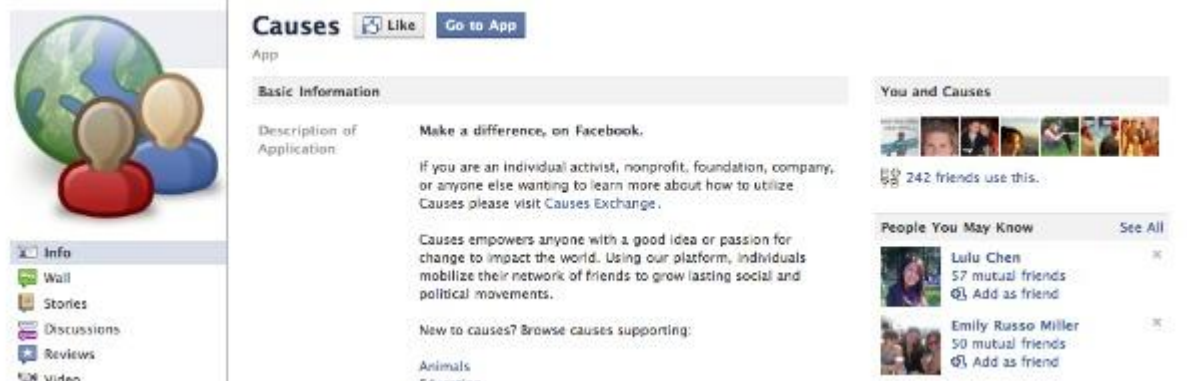 Causes Like Go to App
App
Basic Information
Description of Application
Make a difference, on Facebook.
If you are an individual activist, nonprofit, foundation, company,
or anyone else wanting to learn more about how to utilize
Causes please visit Causes Exchange.
Causes empowers anyone with a good idea or passion for
change to impact the world. Using our platform, individuals
mobilize their network of friends to grow lasting social and
political movements.
New to causes? Browse causes supporting:
Animals
Info
Wall
Stories
Discussions
Reviews
Video
You and Causes
242 friends use this.
People You May Know See All
Lulu Chen
57 mutual friends
Add as friend
Emily Russo Miller
50 mutual friends
Add as friend